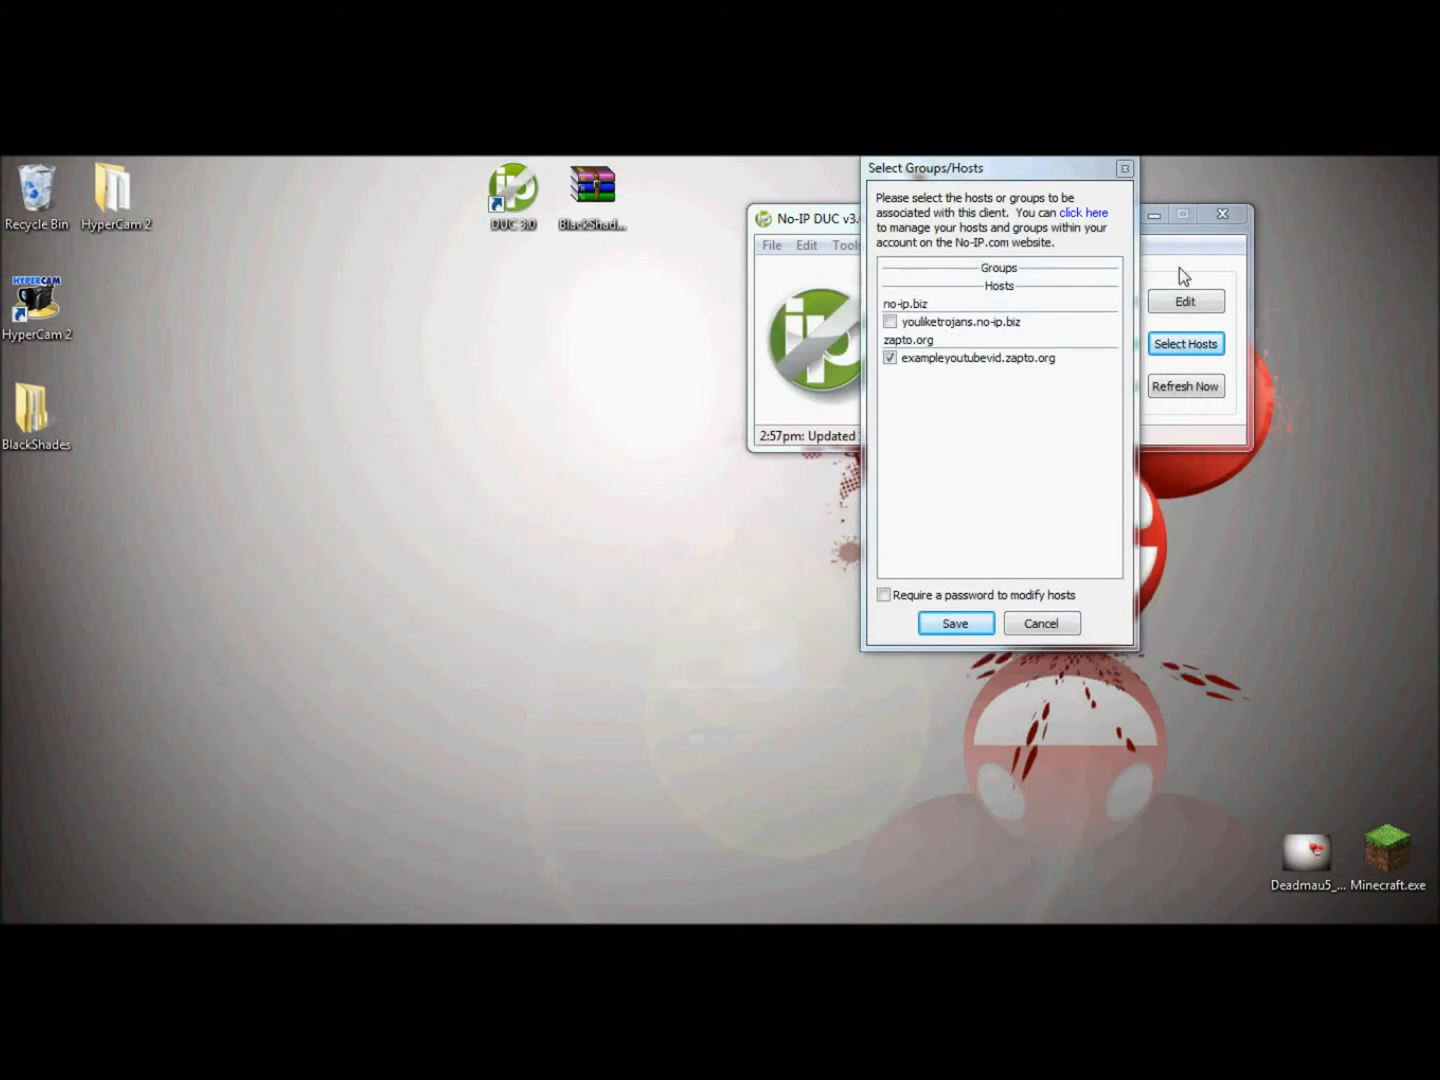 Recycle Bin
HyperCam 2
DUC 3.0
BlackShad...
HYPERCAM
HyperCam 2
BlackShades
No-IP DUC v3.
File Edit Tools
ip
2:57pm: Updated
Select Groups/Hosts
Please select the hosts or groups to be
associated with this client. You can click here
to manage your hosts and groups within your
account on the No-IP.com website.
Groups
Hosts
no-ip.biz
youliketrojans.no-ip.biz
zapto.org
exampleyoutubevid.zapto.org
Require a password to modify hosts
Save Cancel
Edit
Select Hosts
Refresh Now
Deadmau5_...
Minecraft.exe